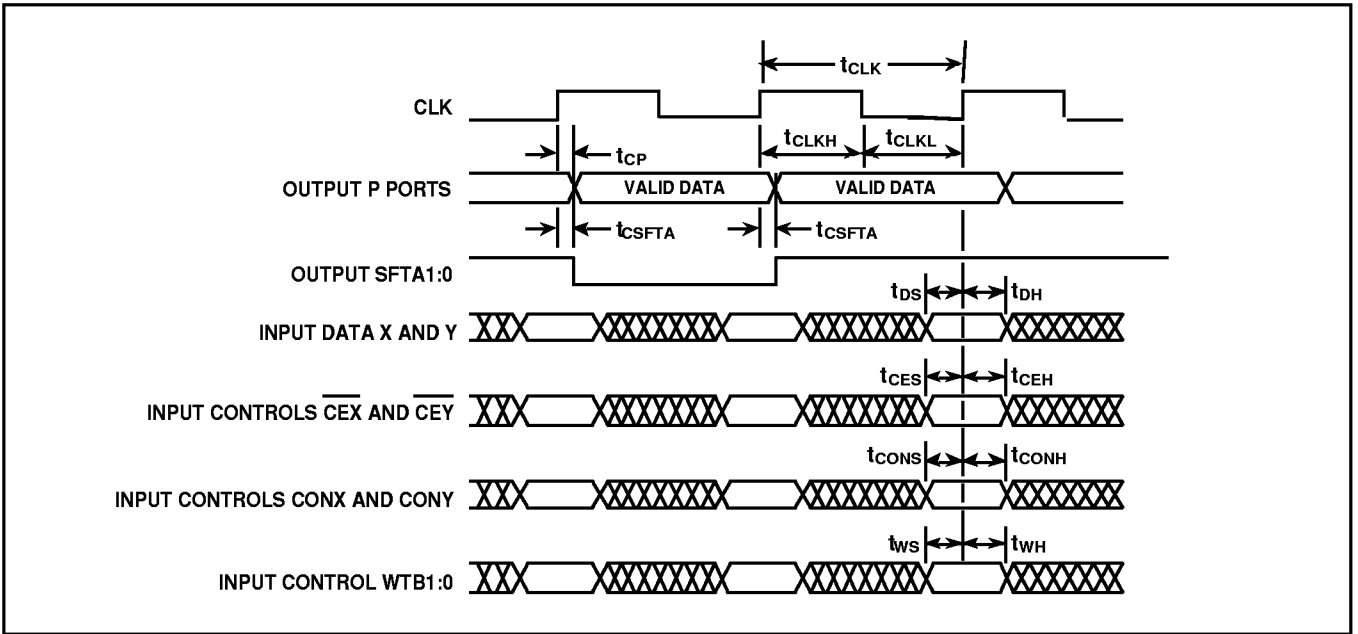 tCLK
CLK
tCLKH tCLKL
tCP
OUTPUT P PORTS VALID DATA VALID DATA
tCSFTA tCSFTA
OUTPUT SFTA1:0
tDS tDH
INPUT DATA X AND Y
tCES tCEH
INPUT CONTROLS C̅E̅X̅ AND C̅E̅Y̅
tCONS tCONH
INPUT CONTROLS CONX AND CONY
tWS tWH
INPUT CONTROL WTB1:0